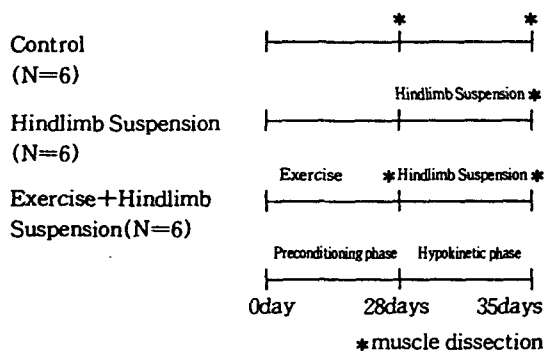 Control
(N=6)
* *
Hindlimb Suspension *
Hindlimb Suspension
(N=6)
Exercise * Hindlimb Suspension *
Exercise+Hindlimb
Suspension(N=6)
Preconditioning phase Hypokinetic phase
0day 28days 35days
* muscle dissection